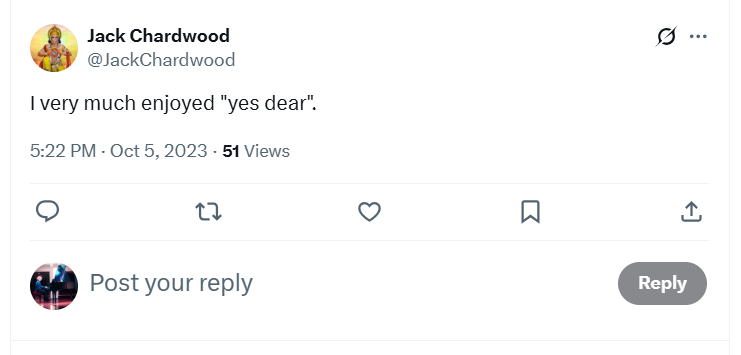 Jack Chardwood
@JackChardwood
I very much enjoyed "yes dear".
5:22 PM · Oct 5, 2023 · 51 Views
Post your reply
Reply